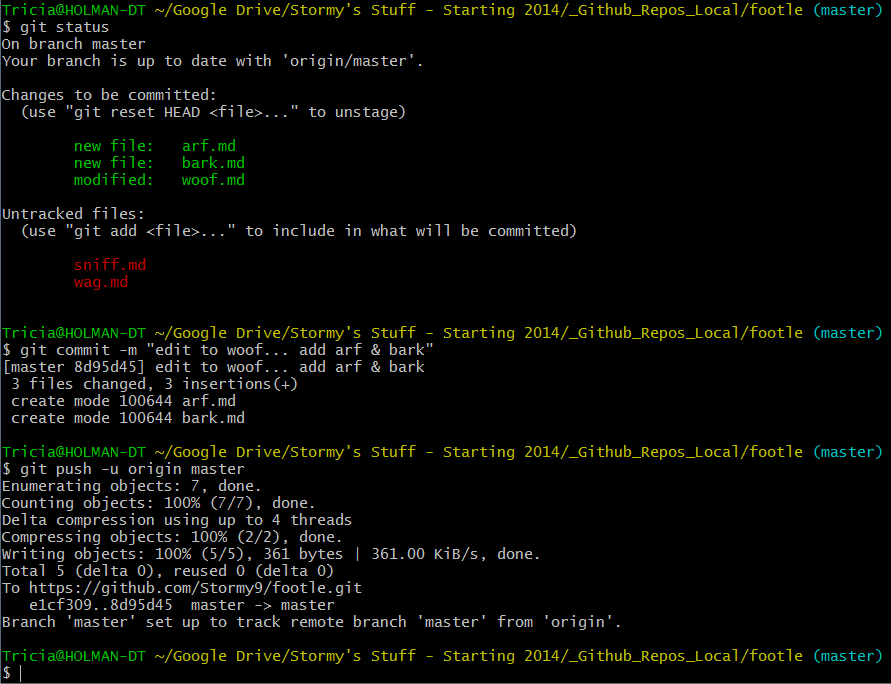 Tricia@HOLMAN-DT ~/Google Drive/Stormy's Stuff - Starting 2014/_Github_Repos_Local/footle (master)
$ git status
On branch master
Your branch is up to date with 'origin/master'.
Changes to be committed:
  (use "git reset HEAD <file>..." to unstage)
        new file:   arf.md
        new file:   bark.md
        modified:   woof.md
Untracked files:
  (use "git add <file>..." to include in what will be committed)
        sniff.md
        wag.md
Tricia@HOLMAN-DT ~/Google Drive/Stormy's Stuff - Starting 2014/_Github_Repos_Local/footle (master)
$ git commit -m "edit to woof... add arf & bark"
[master 8d95d45] edit to woof... add arf & bark
 3 files changed, 3 insertions(+)
 create mode 100644 arf.md
 create mode 100644 bark.md
Tricia@HOLMAN-DT ~/Google Drive/Stormy's Stuff - Starting 2014/_Github_Repos_Local/footle (master)
$ git push -u origin master
Enumerating objects: 7, done.
Counting objects: 100% (7/7), done.
Delta compression using up to 4 threads
Compressing objects: 100% (2/2), done.
Writing objects: 100% (5/5), 361 bytes | 361.00 KiB/s, done.
Total 5 (delta 0), reused 0 (delta 0)
To https://github.com/Stormy9/footle.git
   e1cf309..8d95d45  master -> master
Branch 'master' set up to track remote branch 'master' from 'origin'.
Tricia@HOLMAN-DT ~/Google Drive/Stormy's Stuff - Starting 2014/_Github_Repos_Local/footle (master)
$